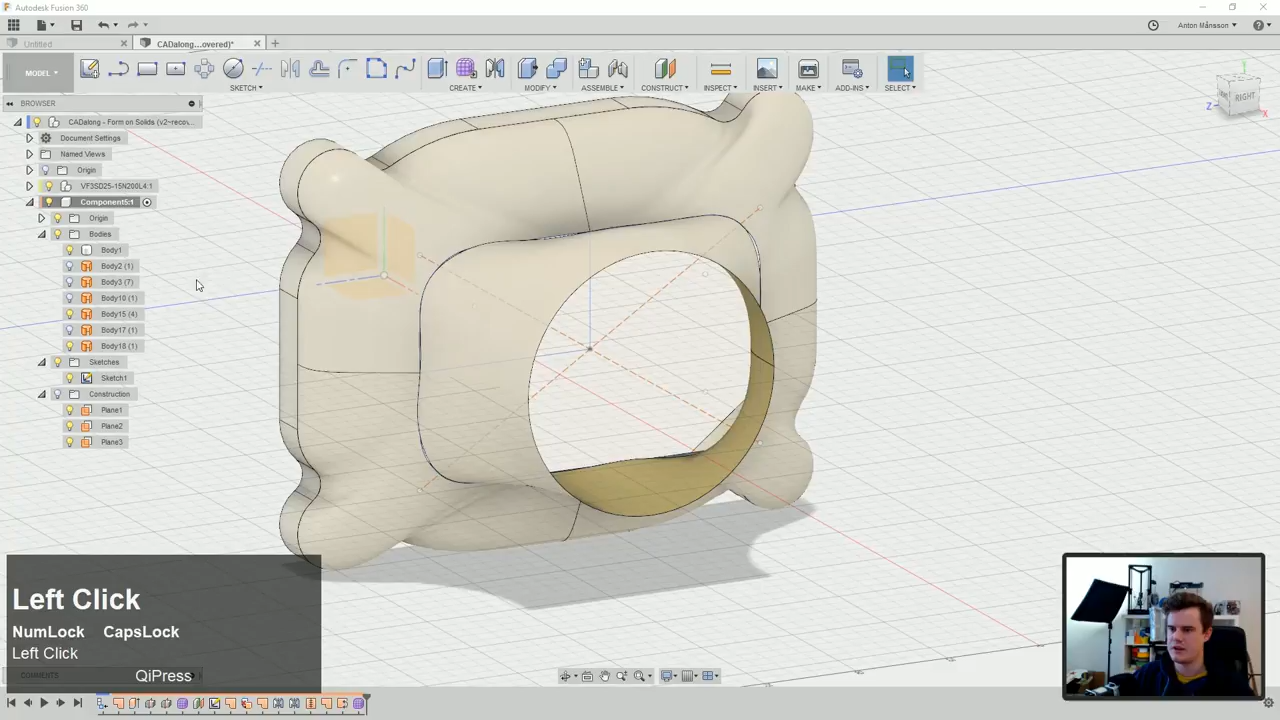 Autodesk Fusion 360
Anton Månsson
Untitled
CADalong...overed)*
MODEL
SKETCH
CREATE
MODIFY
ASSEMBLE
CONSTRUCT
INSPECT
INSERT
MAKE
ADD-INS
SELECT
BROWSER
RIGHT
Z
X
CADalong - Form on Solids (v2~recov...
Document Settings
Named Views
Origin
VF3SD25-15N200L4:1
Component5:1
Origin
Bodies
Body1
Body2 (1)
Body3 (7)
Body10 (1)
Body15 (4)
Body17 (1)
Body18 (1)
Sketches
Sketch1
Construction
Plane1
Plane2
Plane3
Left Click
NumLock CapsLock
Left Click
COMMENTS
QiPress